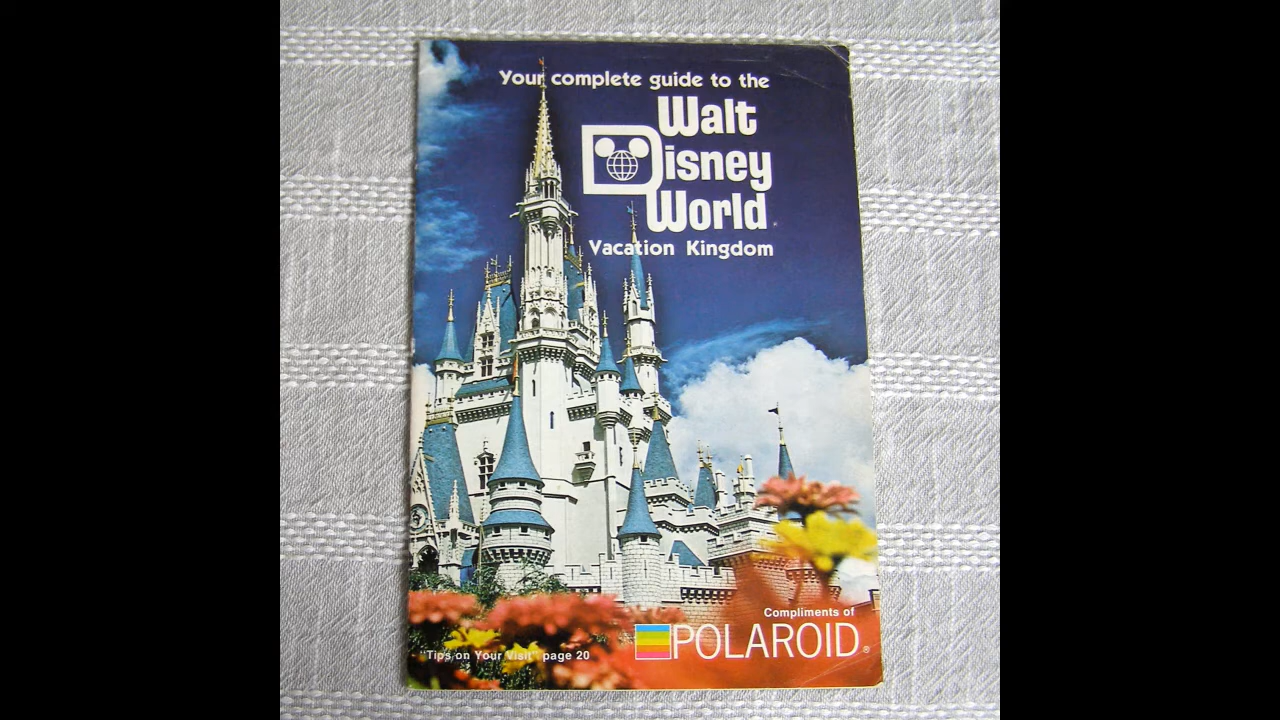 Your complete guide to the
Walt
Disney
World
Vacation Kingdom
Compliments of
POLAROID®
"Tips on Your Visit" page 20